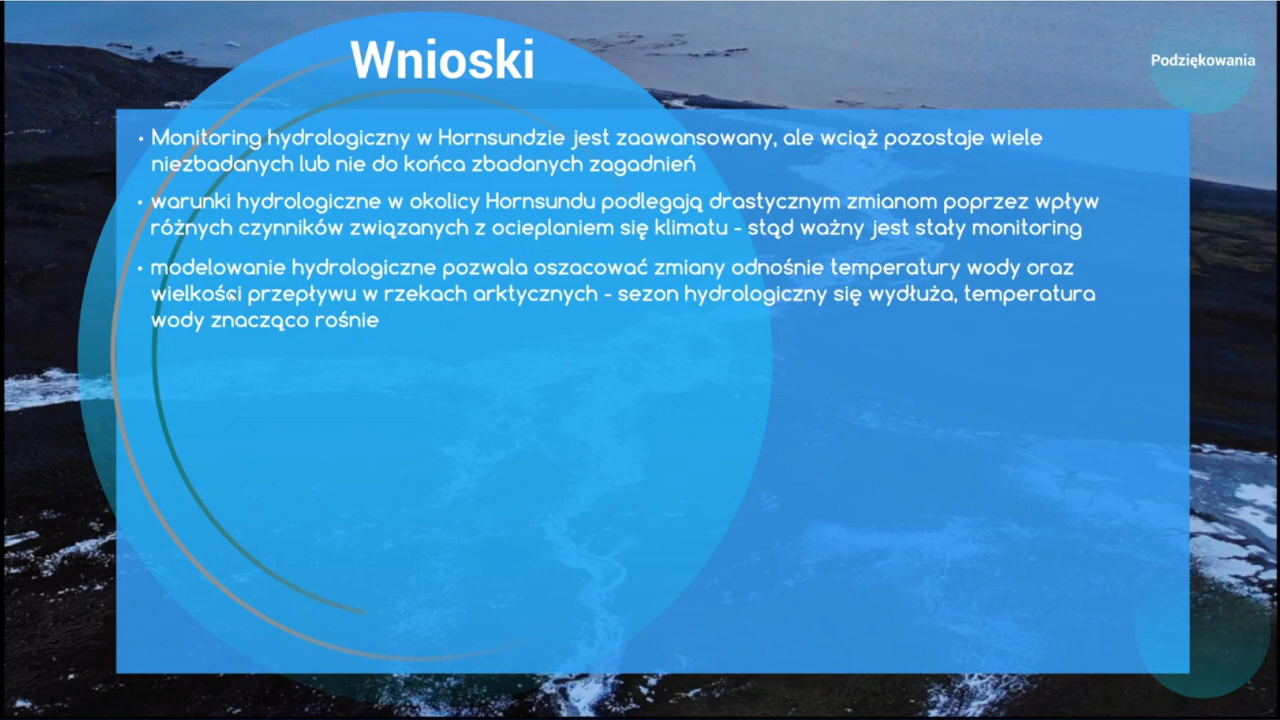 Wnioski
Podziękowania
• Monitoring hydrologiczny w Hornsundzie jest zaawansowany, ale wciąż pozostaje wiele
niezbadanych lub nie do końca zbadanych zagadnień
• warunki hydrologiczne w okolicy Hornsundu podlegają drastycznym zmianom poprzez wpływ
różnych czynników związanych z ociepleniem się klimatu - stąd ważny jest stały monitoring
• modelowanie hydrologiczne pozwala oszacować zmiany odnośnie temperatury wody oraz
wielkości przepływu w rzekach arktycznych - sezon hydrologiczny się wydłuża, temperatura
wody znacząco rośnie